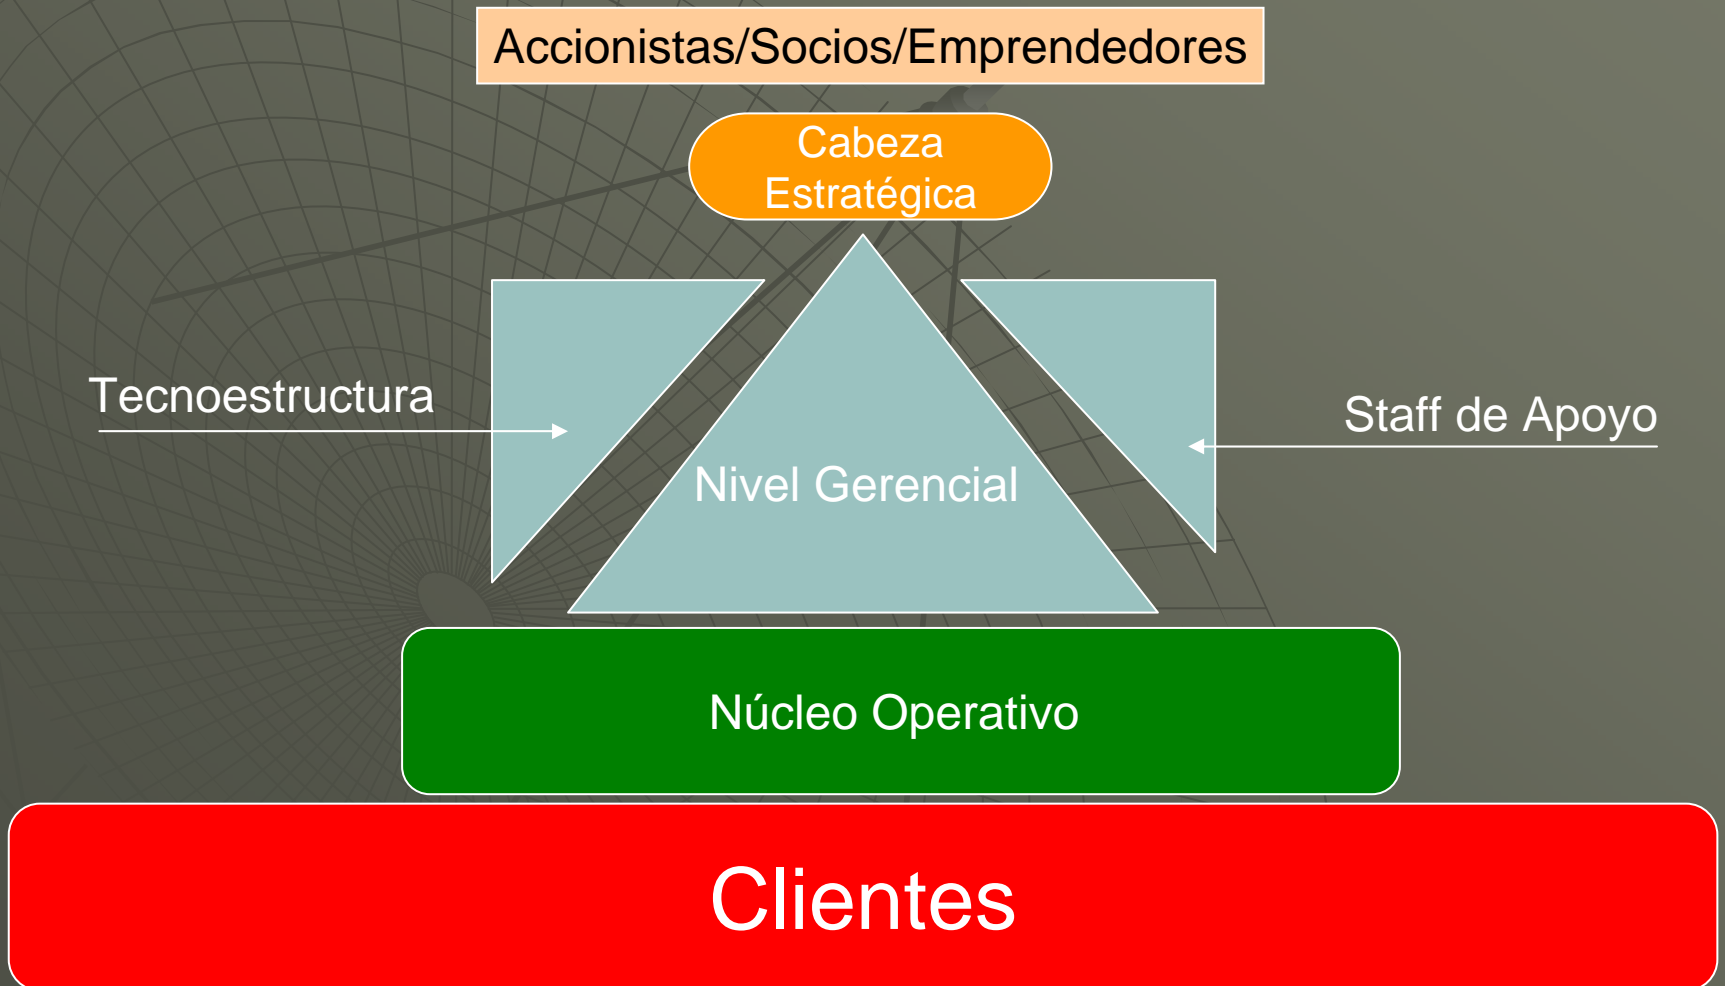 Accionistas/Socios/Emprendedores
Cabeza
Estratégica
Tecnoestructura
Staff de Apoyo
Nivel Gerencial
Núcleo Operativo
Clientes